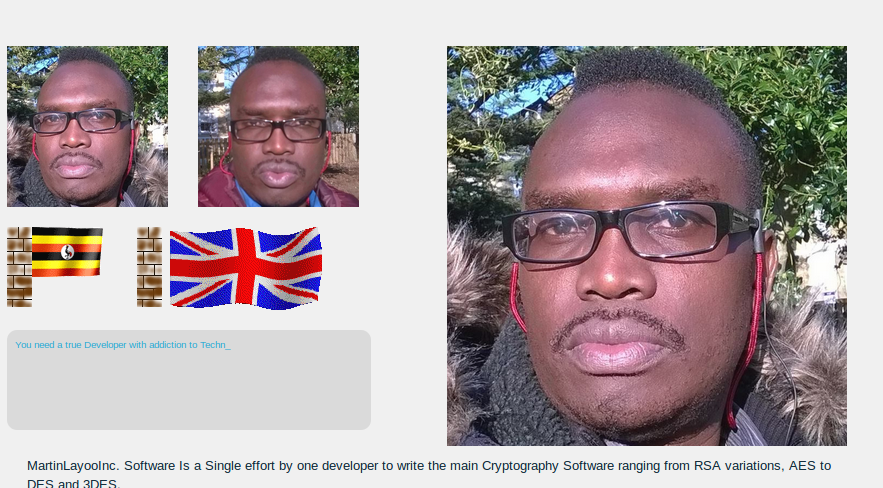 You need a true Developer with addiction to Techn_
MartinLayooInc. Software Is a Single effort by one developer to write the main Cryptography Software ranging from RSA variations, AES to
DES and 3DES.